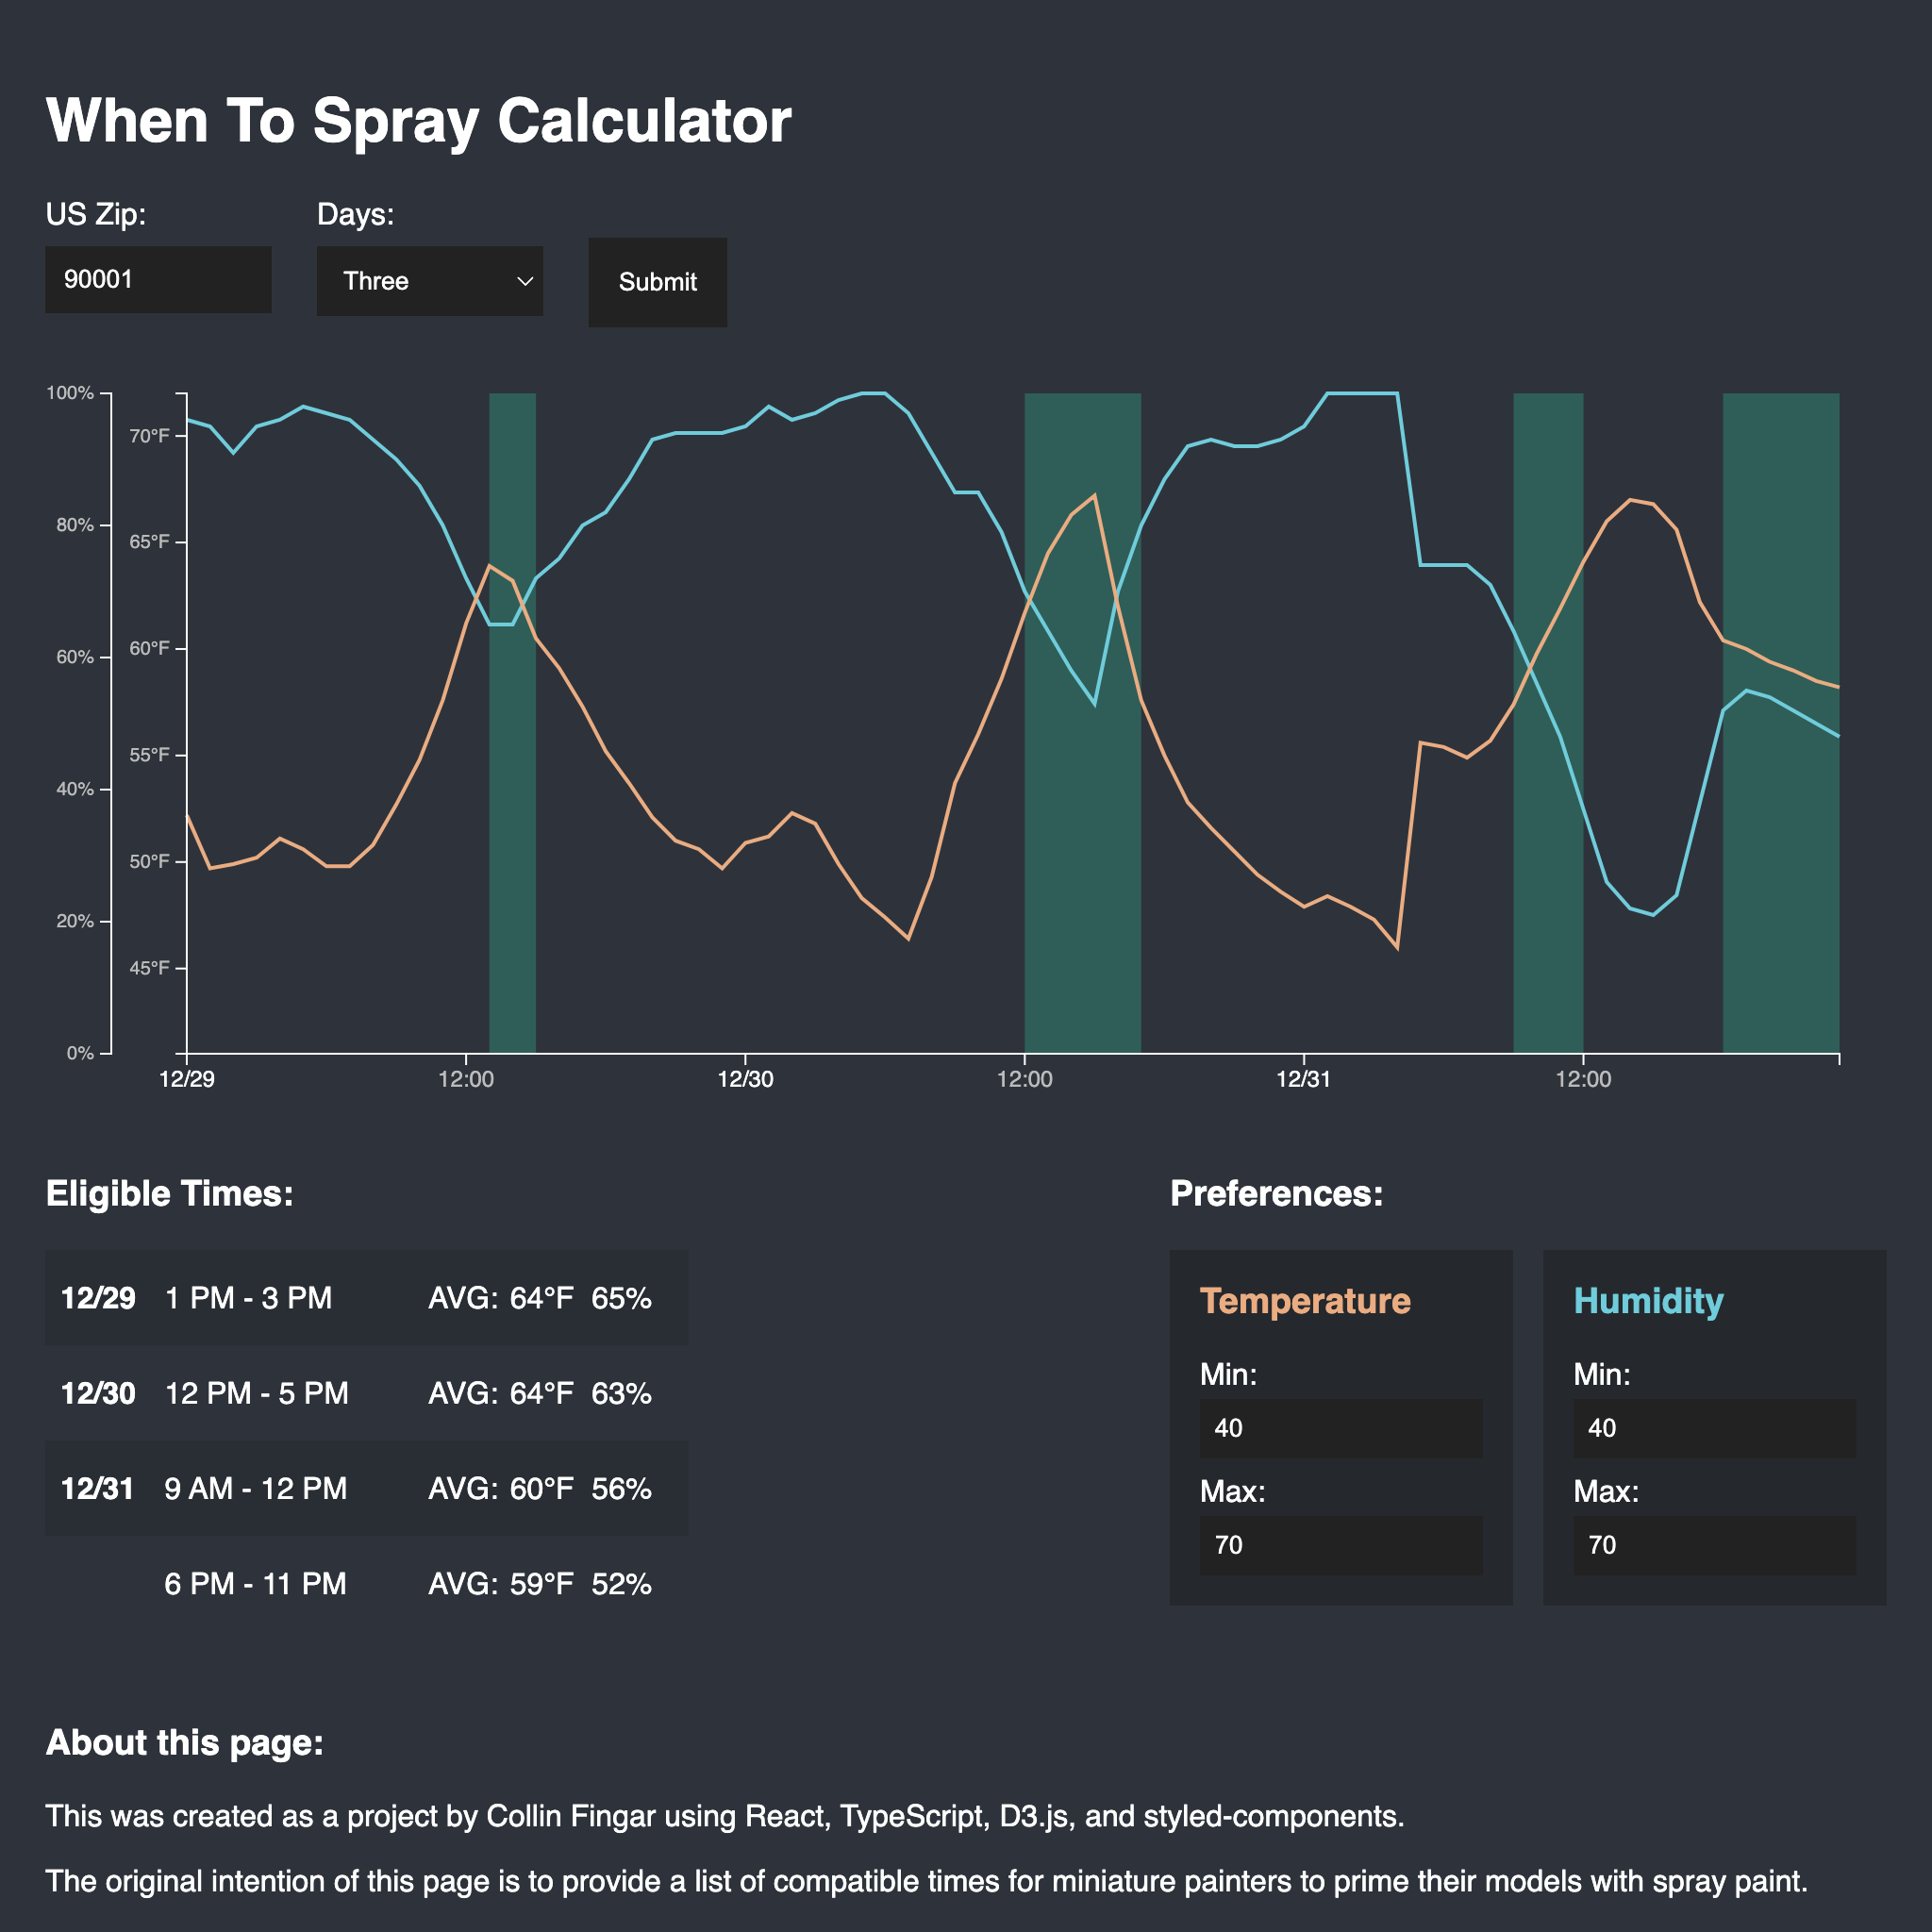 When To Spray Calculator
US Zip: Days:
90001 Three Submit
100%
80%
60%
40%
20%
0%
70°F
65°F
60°F
55°F
50°F
45°F
12/29 12:00 12/30 12:00 12/31 12:00
Eligible Times:
12/29 1 PM - 3 PM AVG: 64°F 65%
12/30 12 PM - 5 PM AVG: 64°F 63%
12/31 9 AM - 12 PM AVG: 60°F 56%
6 PM - 11 PM AVG: 59°F 52%
Preferences:
Temperature
Min:
40
Max:
70
Humidity
Min:
40
Max:
70
About this page:
This was created as a project by Collin Fingar using React, TypeScript, D3.js, and styled-components.
The original intention of this page is to provide a list of compatible times for miniature painters to prime their models with spray paint.